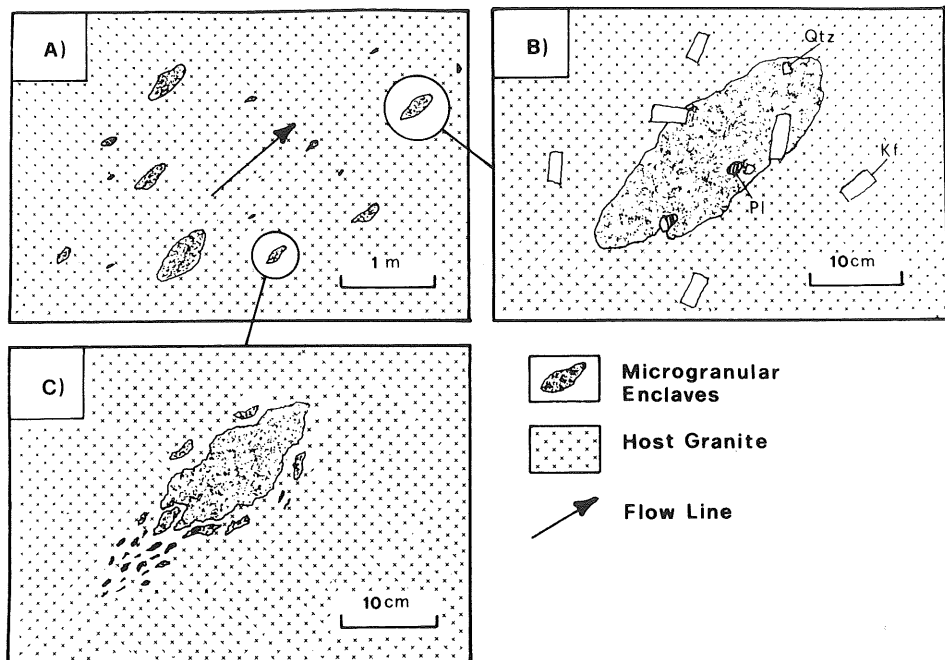 A)
1 m
B)
Qtz
Kf
Pl
10cm
C)
10cm
Microgranular
Enclaves
Host Granite
Flow Line